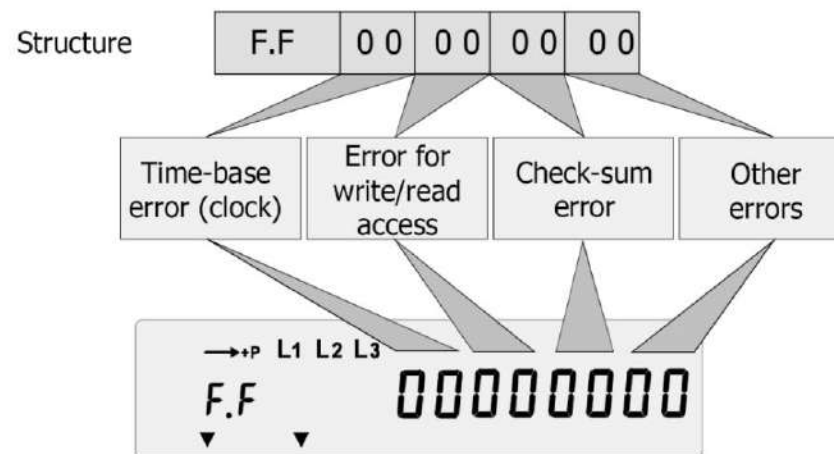 Structure F.F 00 00 00 00
Time-base
error (clock)
Error for
write/read
access
Check-sum
error
Other
errors
→+P L1 L2 L3
F.F 00000000